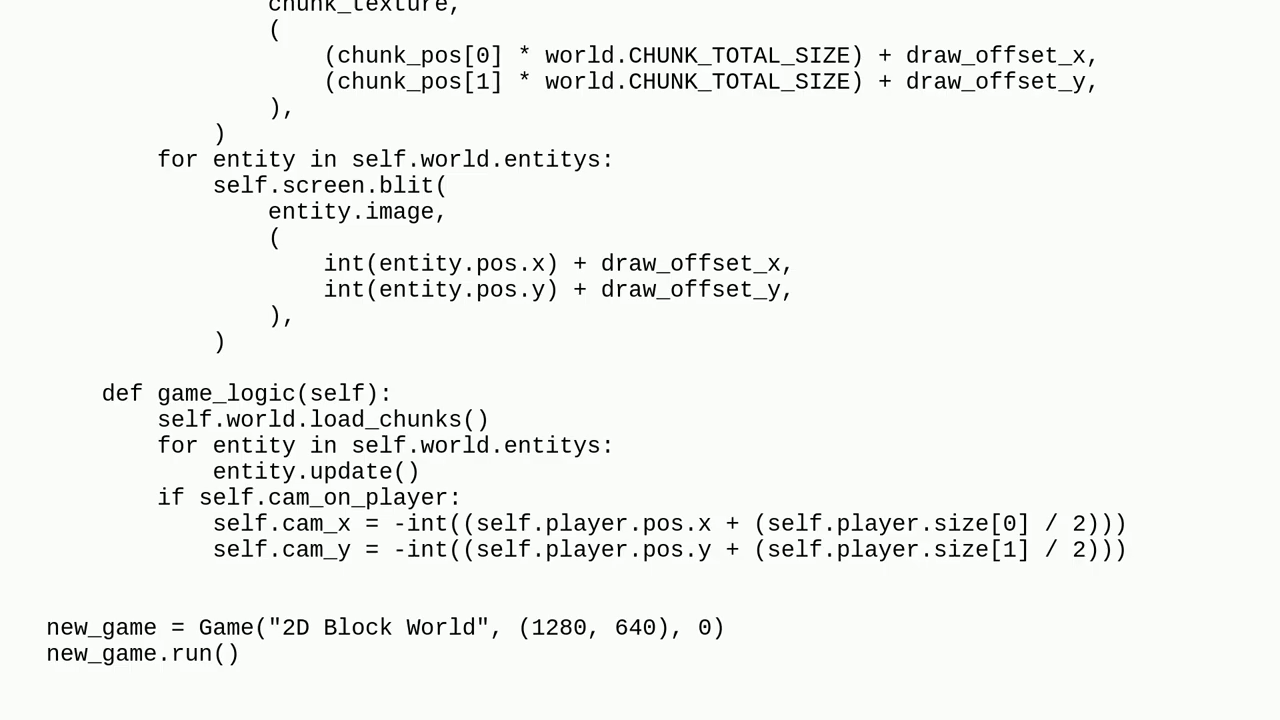 chunk_texture,
(
(chunk_pos[0] * world.CHUNK_TOTAL_SIZE) + draw_offset_x,
(chunk_pos[1] * world.CHUNK_TOTAL_SIZE) + draw_offset_y,
),
)
for entity in self.world.entitys:
self.screen.blit(
entity.image,
(
int(entity.pos.x) + draw_offset_x,
int(entity.pos.y) + draw_offset_y,
),
)
def game_logic(self):
self.world.load_chunks()
for entity in self.world.entitys:
entity.update()
if self.cam_on_player:
self.cam_x = -int((self.player.pos.x + (self.player.size[0] / 2)))
self.cam_y = -int((self.player.pos.y + (self.player.size[1] / 2)))
new_game = Game("2D Block World", (1280, 640), 0)
new_game.run()